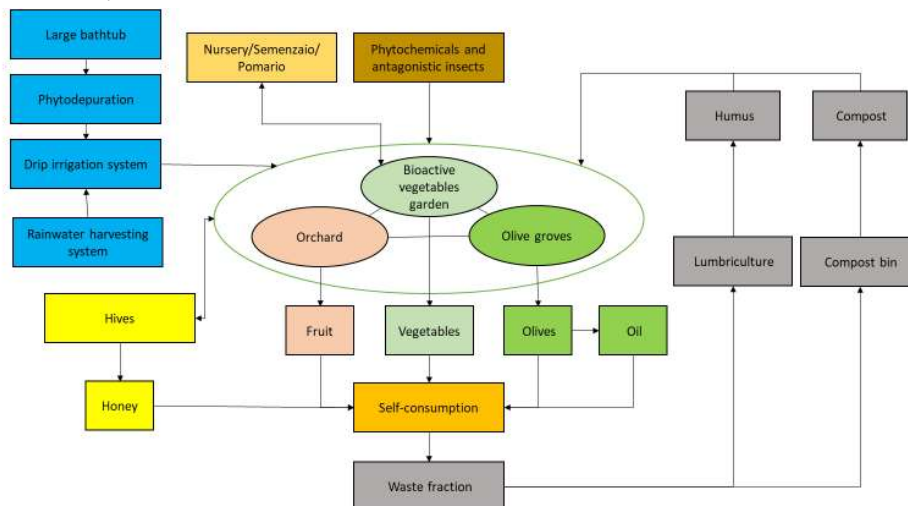 Large bathtub
Nursery/Semenzaio/
Pomario
Phytochemicals and
antagonistic insects
Phytodepuration
Humus
Compost
Drip irrigation system
Bioactive
vegetables
garden
Rainwater harvesting
system
Orchard
Olive groves
Lumbriculture
Compost bin
Hives
Fruit
Vegetables
Olives
Oil
Honey
Self-consumption
Waste fraction